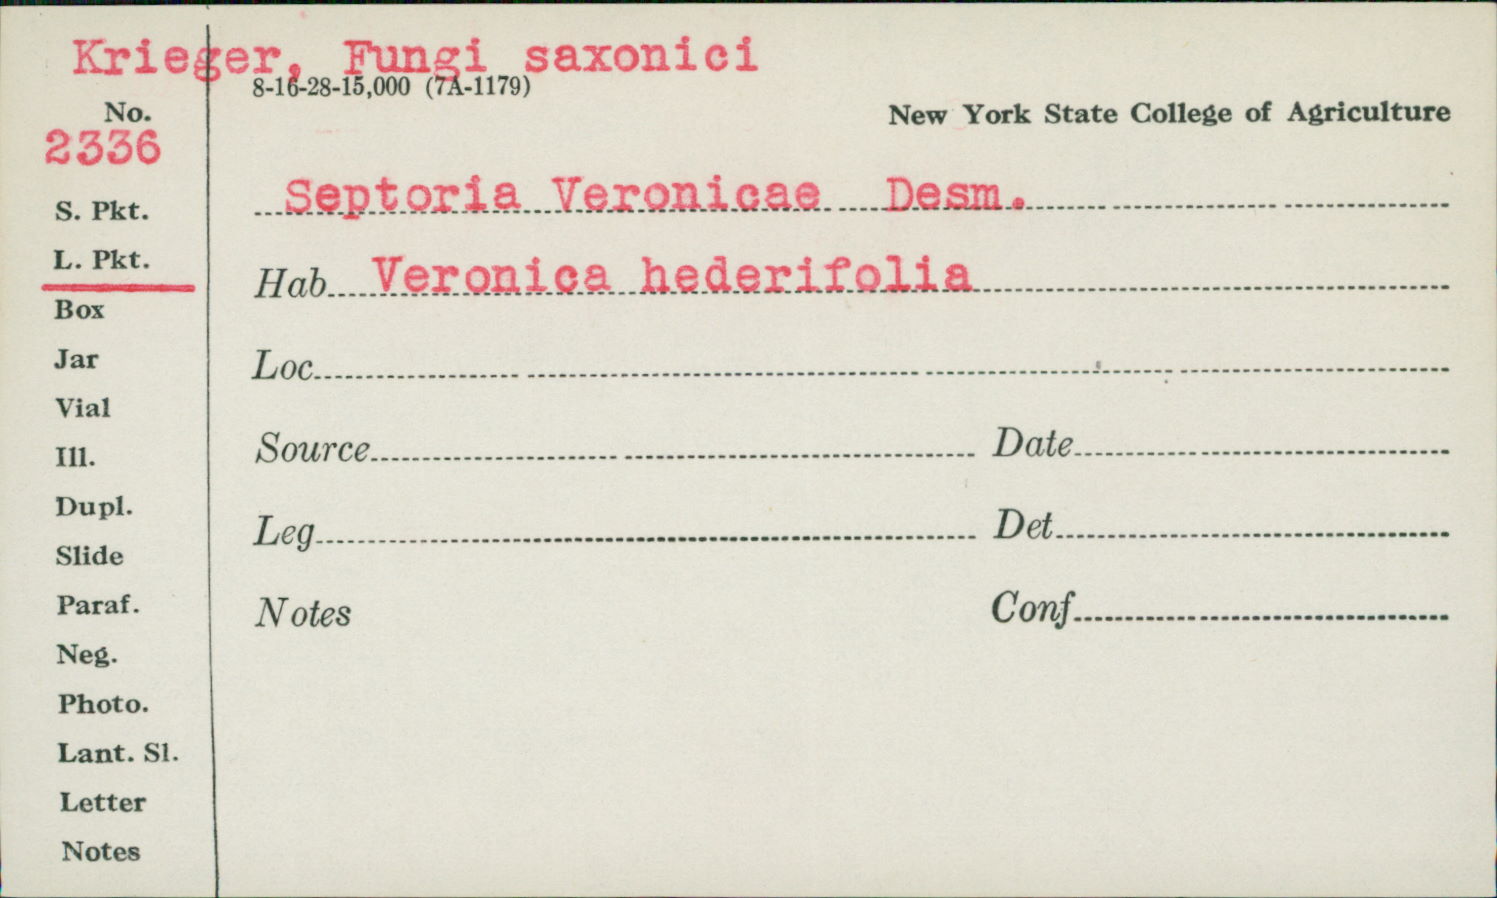 Krieger, Fungi saxonici
8-16-28-15,000 (7A-1179)
No.
New York State College of Agriculture
2336
Septoria Veronicae Desm.
S. Pkt.
L. Pkt.
Hab. Veronica hederifolia
Box
Jar
Loc.
Vial
Ill.
Source
Date
Dupl.
Leg
Det
Slide
Paraf.
Notes
Conf
Neg.
Photo.
Lant. Sl.
Letter
Notes